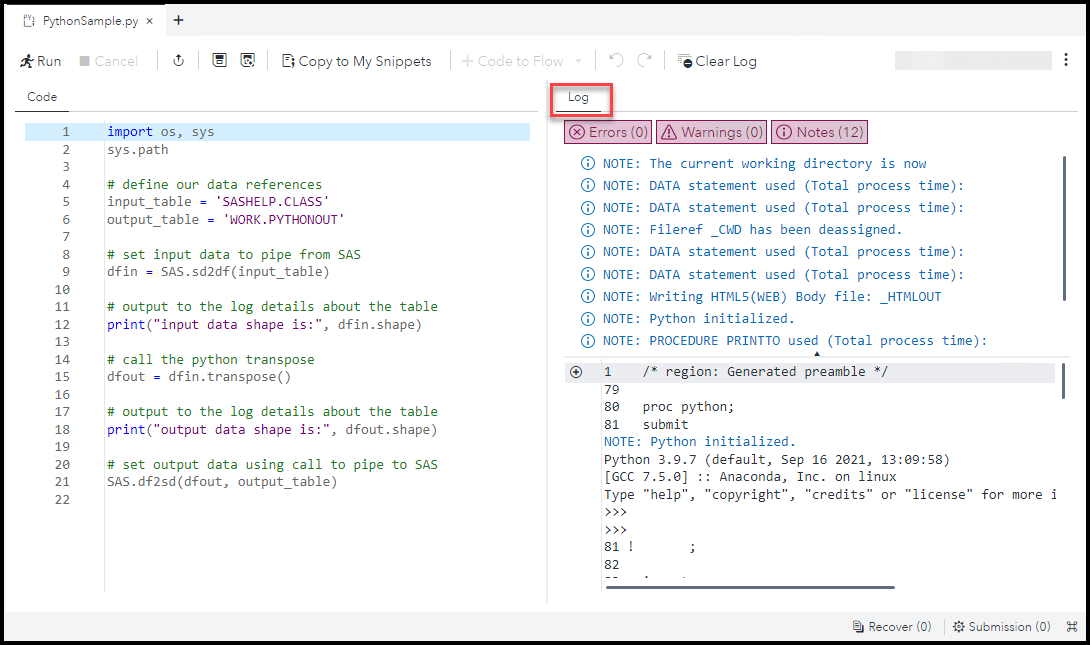 PythonSample.py × +
Run Cancel Copy to My Snippets + Code to Flow Clear Log
Code
1 import os, sys
2 sys.path
3
4 # define our data references
5 input_table = 'SASHELP.CLASS'
6 output_table = 'WORK.PYTHONOUT'
7
8 # set input data to pipe from SAS
9 dfin = SAS.sd2df(input_table)
10
11 # output to the log details about the table
12 print("input data shape is:", dfin.shape)
13
14 # call the python transpose
15 dfout = dfin.transpose()
16
17 # output to the log details about the table
18 print("output data shape is:", dfout.shape)
19
20 # set output data using call to pipe to SAS
21 SAS.df2sd(dfout, output_table)
22
Log
Errors (0) Warnings (0) Notes (12)
NOTE: The current working directory is now
NOTE: DATA statement used (Total process time):
NOTE: DATA statement used (Total process time):
NOTE: Fileref _CWD has been deassigned.
NOTE: DATA statement used (Total process time):
NOTE: DATA statement used (Total process time):
NOTE: Writing HTML5(WEB) Body file: _HTMLOUT
NOTE: Python initialized.
NOTE: PROCEDURE PRINTTO used (Total process time):
1 /* region: Generated preamble */
79
80 proc python;
81 submit
NOTE: Python initialized.
Python 3.9.7 (default, Sep 16 2021, 13:09:58)
[GCC 7.5.0] :: Anaconda, Inc. on linux
Type "help", "copyright", "credits" or "license" for more i
>>>
>>>
81 ! ;
82
Recover (0) Submission (0)